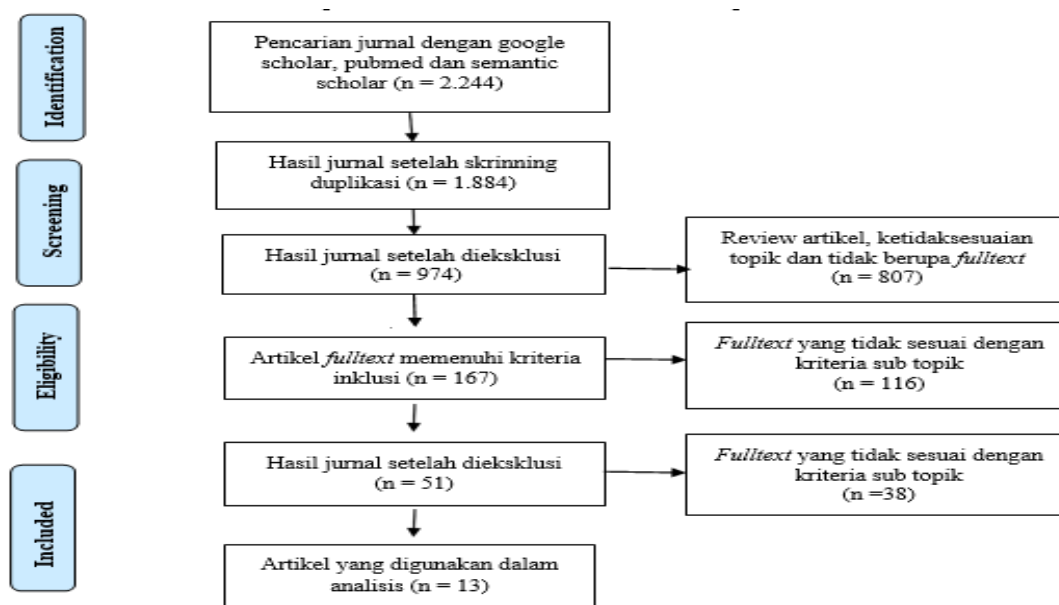 Identification
Pencarian jurnal dengan google
scholar, pubmed dan semantic
scholar (n = 2.244)
Screening
Hasil jurnal setelah skrinning
duplikasi (n = 1.884)
Hasil jurnal setelah dieksklusi
(n = 974)
Review artikel, ketidaksesuaian
topik dan tidak berupa fulltext
(n = 807)
Eligibility
Artikel fulltext memenuhi kriteria
inklusi (n = 167)
Fulltext yang tidak sesuai dengan
kriteria sub topik
(n = 116)
Included
Hasil jurnal setelah dieksklusi
(n = 51)
Fulltext yang tidak sesuai dengan
kriteria sub topik
(n =38)
Artikel yang digunakan dalam
analisis (n = 13)